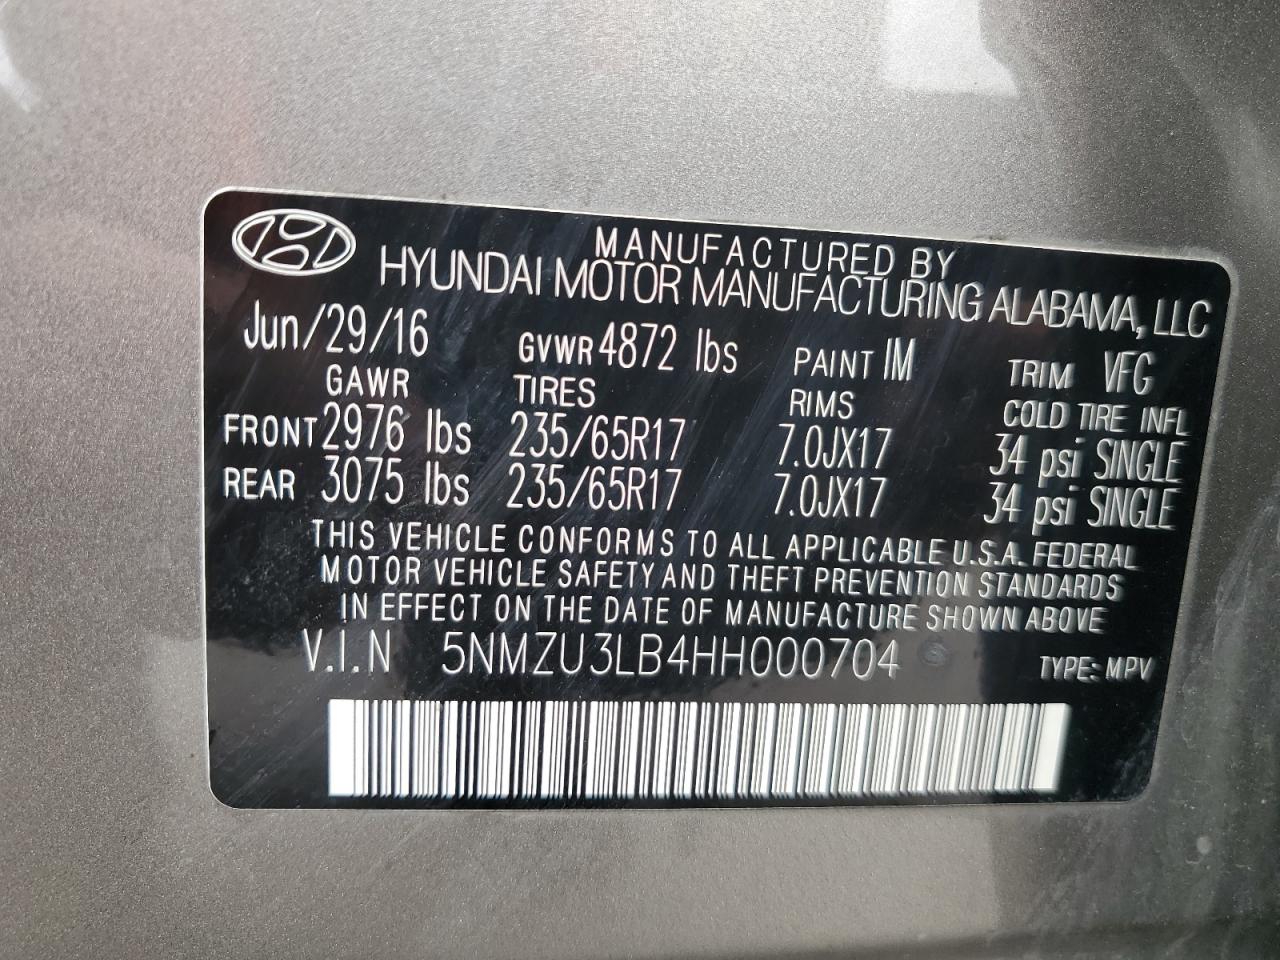 MANUFACTURED BY
HYUNDAI MOTOR MANUFACTURING ALABAMA, LLC
Jun/29/16 GVWR 4872 lbs PAINT IM TRIM VFG
GAWR TIRES RIMS COLD TIRE INFL
FRONT 2976 lbs 235/65R17 7.0JX17 34 psi SINGLE
REAR 3075 lbs 235/65R17 7.0JX17 34 psi SINGLE
THIS VEHICLE CONFORMS TO ALL APPLICABLE U.S.A. FEDERAL
MOTOR VEHICLE SAFETY AND THEFT PREVENTION STANDARDS
IN EFFECT ON THE DATE OF MANUFACTURE SHOWN ABOVE
V.I.N 5NMZU3LB4HH000704 TYPE: MPV